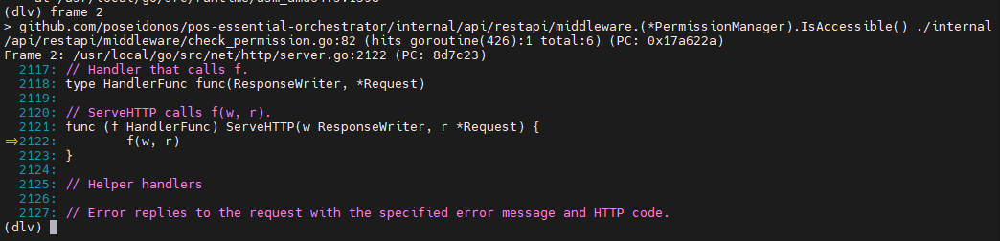 (dlv) frame 2
> github.com/poseidonos/pos-essential-orchestrator/internal/api/restapi/middleware.(*PermissionManager).IsAccessible() ./internal
/api/restapi/middleware/check_permission.go:82 (hits goroutine(426):1 total:6) (PC: 0x17a622a)
Frame 2: /usr/local/go/src/net/http/server.go:2122 (PC: 8d7c23)
2117: // Handler that calls f.
2118: type HandlerFunc func(ResponseWriter, *Request)
2119:
2120: // ServeHTTP calls f(w, r).
2121: func (f HandlerFunc) ServeHTTP(w ResponseWriter, r *Request) {
=>2122: f(w, r)
2123: }
2124:
2125: // Helper handlers
2126:
2127: // Error replies to the request with the specified error message and HTTP code.
(dlv)